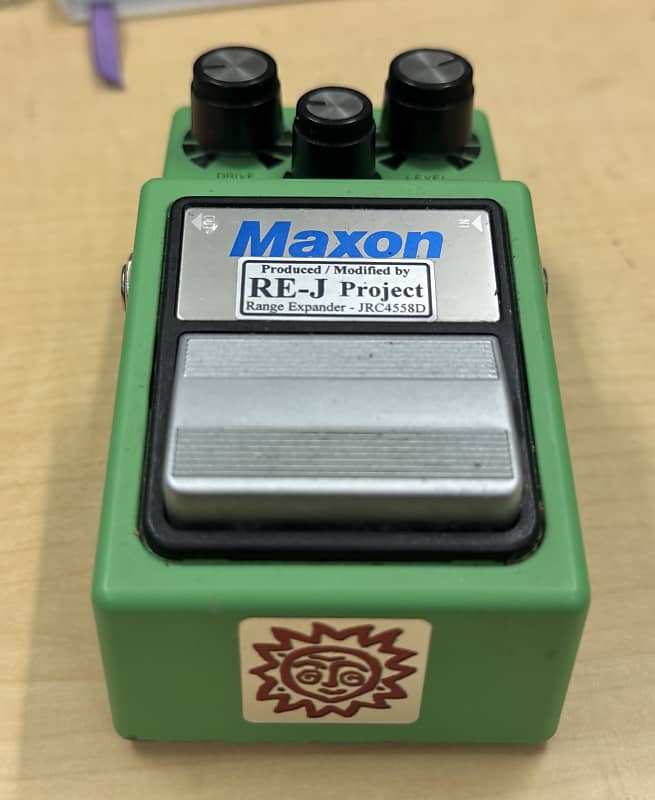 DRIVE
LEVEL
OUT
IN
Maxon
Produced / Modified by
RE-J Project
Range Expander - JRC4558D